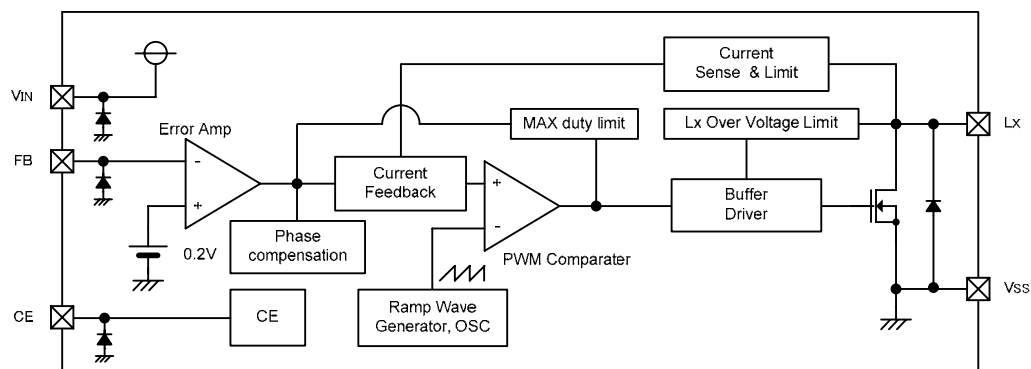 Current
Sense & Limit
VIN
Error Amp
MAX duty limit
Lx Over Voltage Limit
Lx
FB
-
Current
Feedback
+
Buffer
Driver
+
0.2V
Phase
compensation
-
PWM Comparater
CE
CE
Ramp Wave
Generator, OSC
VSS